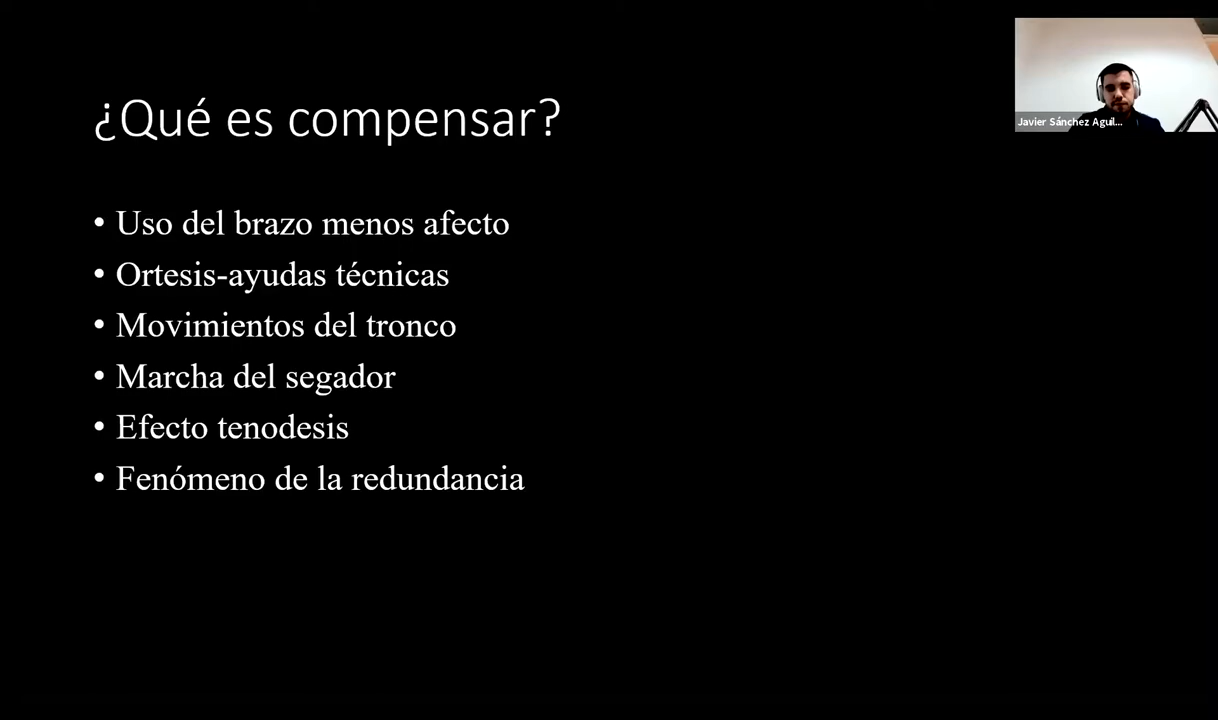 ¿Qué es compensar?
• Uso del brazo menos afecto
• Ortesis-ayudas técnicas
• Movimientos del tronco
• Marcha del segador
• Efecto tenodesis
• Fenómeno de la redundancia
Javier Sánchez Aguil...